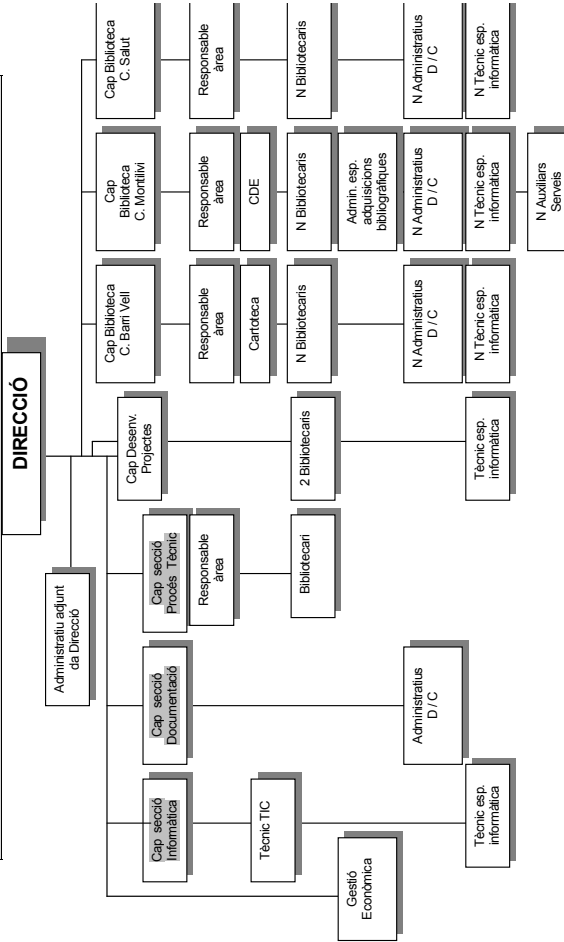 DIRECCIÓ
Administratiu adjunt
da Direcció
Gestió
Econòmica
Cap secció
Informàtica
Tècnic TIC
Tècnic esp.
informàtica
Cap secció
Documentació
Administratius
D / C
Cap secció
Procés Tècnic
Responsable
àrea
Bibliotecari
Cap Desenv.
Projectes
2 Bibliotecaris
Tècnic esp.
informàtica
Cap Biblioteca
C. Barri Vell
Responsable
àrea
Cartoteca
N Bibliotecaris
N Administratius
D / C
N Tècnic esp.
informàtica
Cap
Biblioteca
C. Montilivi
Responsable
àrea
CDE
N Bibliotecaris
Admin. esp.
adquisicions
bibliogràfiques
N Administratius
D / C
N Tècnic esp.
informàtica
N Auxiliars
Serveis
Cap Biblioteca
C. Salut
Responsable
àrea
N Bibliotecaris
N Administratius
D / C
N Tècnic esp.
informàtica